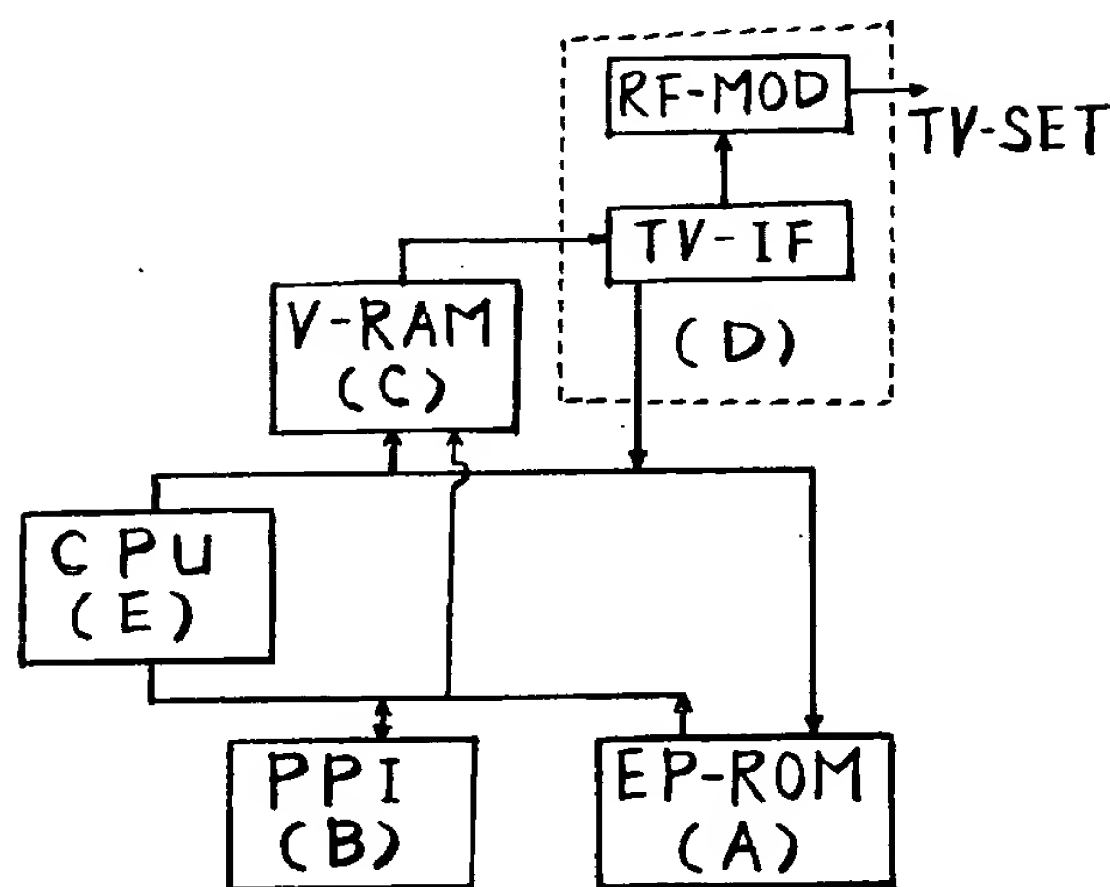 RF-MOD
TV-SET
TV-IF
(D)
V-RAM
(C)
CPU
(E)
PPI
(B)
EP-ROM
(A)